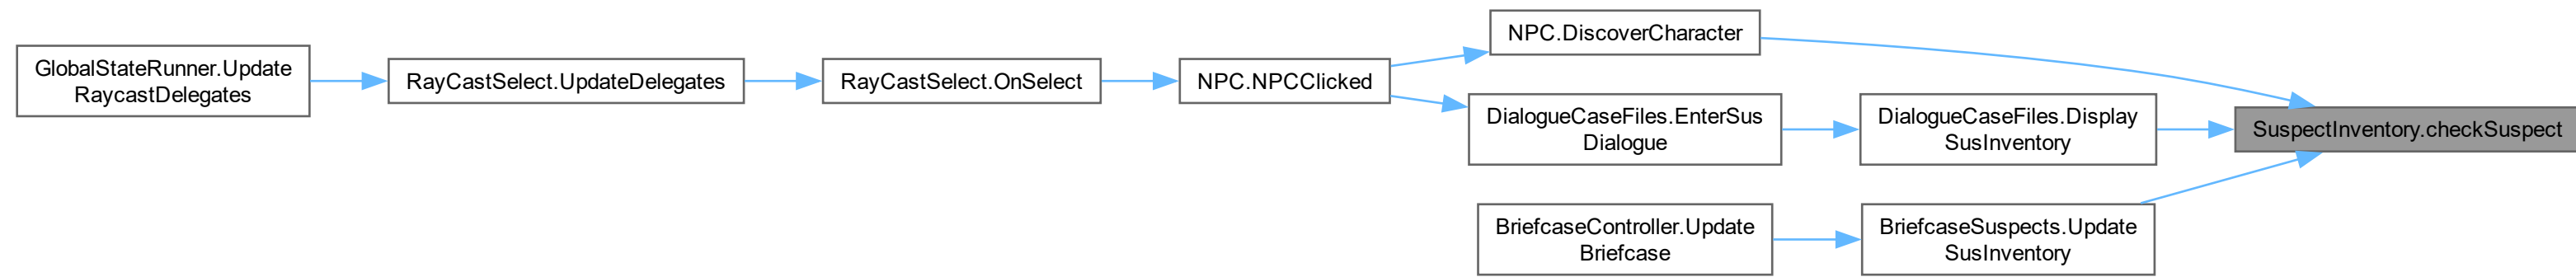 GlobalStateRunner.Update
RaycastDelegates
RayCastSelect.UpdateDelegates
RayCastSelect.OnSelect
NPC.NPCClicked
NPC.DiscoverCharacter
DialogueCaseFiles.EnterSus
Dialogue
DialogueCaseFiles.Display
SusInventory
SuspectInventory.checkSuspect
BriefcaseController.Update
Briefcase
BriefcaseSuspects.Update
SusInventory